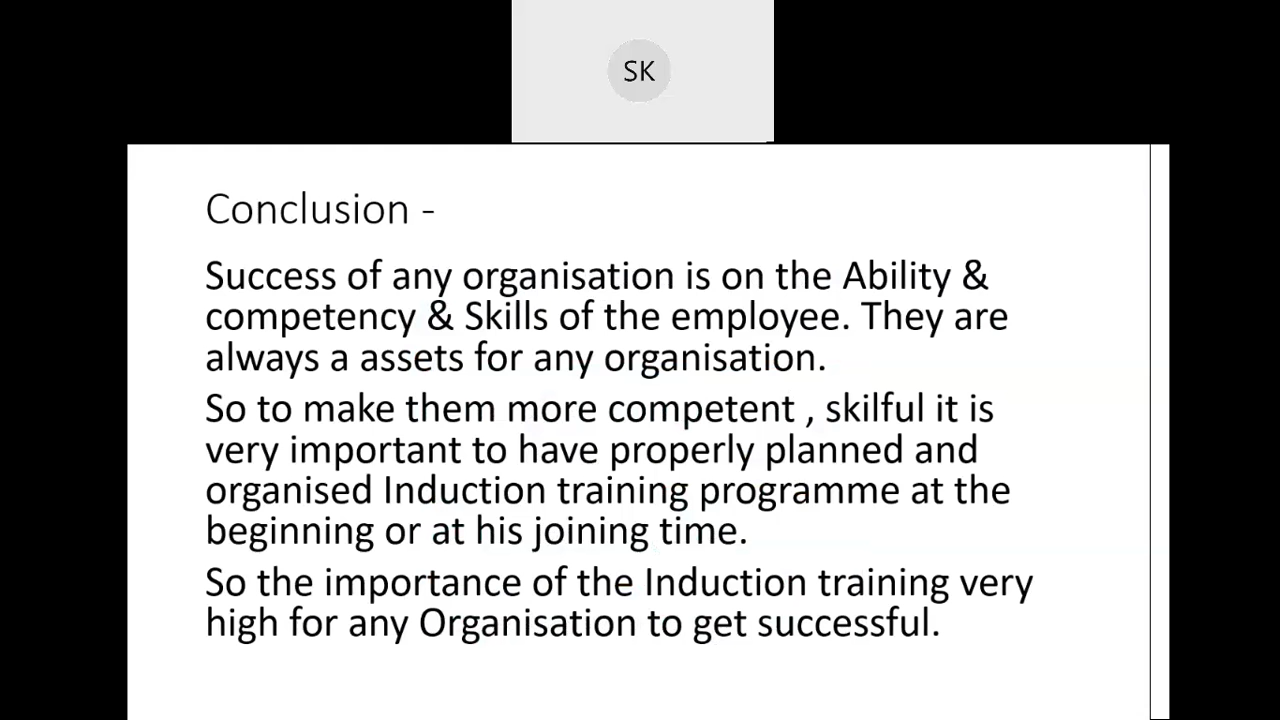 SK
Conclusion -
Success of any organisation is on the Ability &
competency & Skills of the employee. They are
always a assets for any organisation.
So to make them more competent , skilful it is
very important to have properly planned and
organised Induction training programme at the
beginning or at his joining time.
So the importance of the Induction training very
high for any Organisation to get successful.